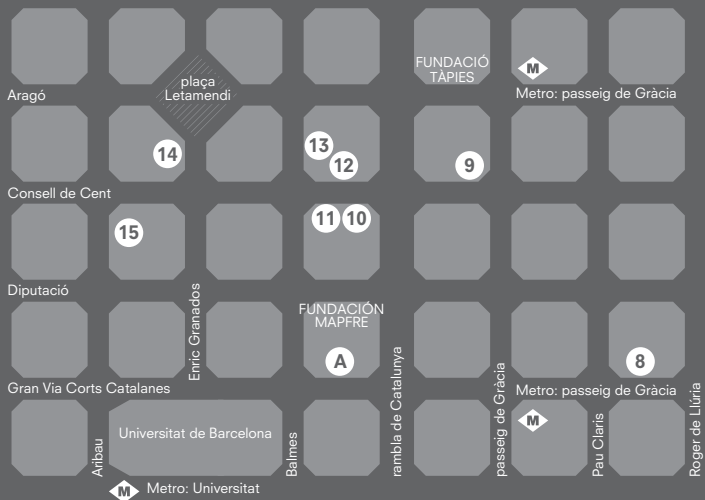 FUNDACIÓ
TÀPIES
M
plaça
Letamendi
Aragó
Metro: passeig de Gràcia
13
14
12
9
Consell de Cent
11
10
15
Diputació
Enric Granados
FUNDACIÓN
MAPFRE
A
8
Gran Via Corts Catalanes
rambla de Catalunya
passeig de Gràcia
Metro: passeig de Gràcia
M
Universitat de Barcelona
Aribau
Balmes
Pau Claris
Roger de Llúria
M
Metro: Universitat